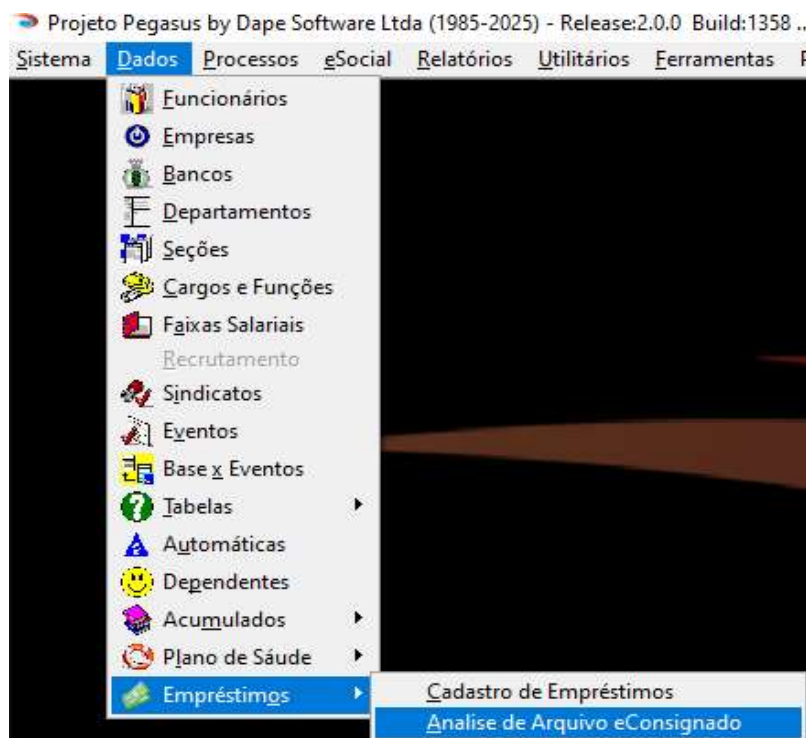 Projeto Pegasus by Dape Software Ltda (1985-2025) - Release:2.0.0 Build:1358 ..
Sistema Dados Processos eSocial Relatórios Utilitários Ferramentas
Funcionários
Empresas
Bancos
Departamentos
Seções
Cargos e Funções
Faixas Salariais
Recrutamento
Sindicatos
Eventos
Base x Eventos
Tabelas
Automáticas
Dependentes
Acumulados
Plano de Sáude
Empréstimos
Cadastro de Empréstimos
Analise de Arquivo eConsignado